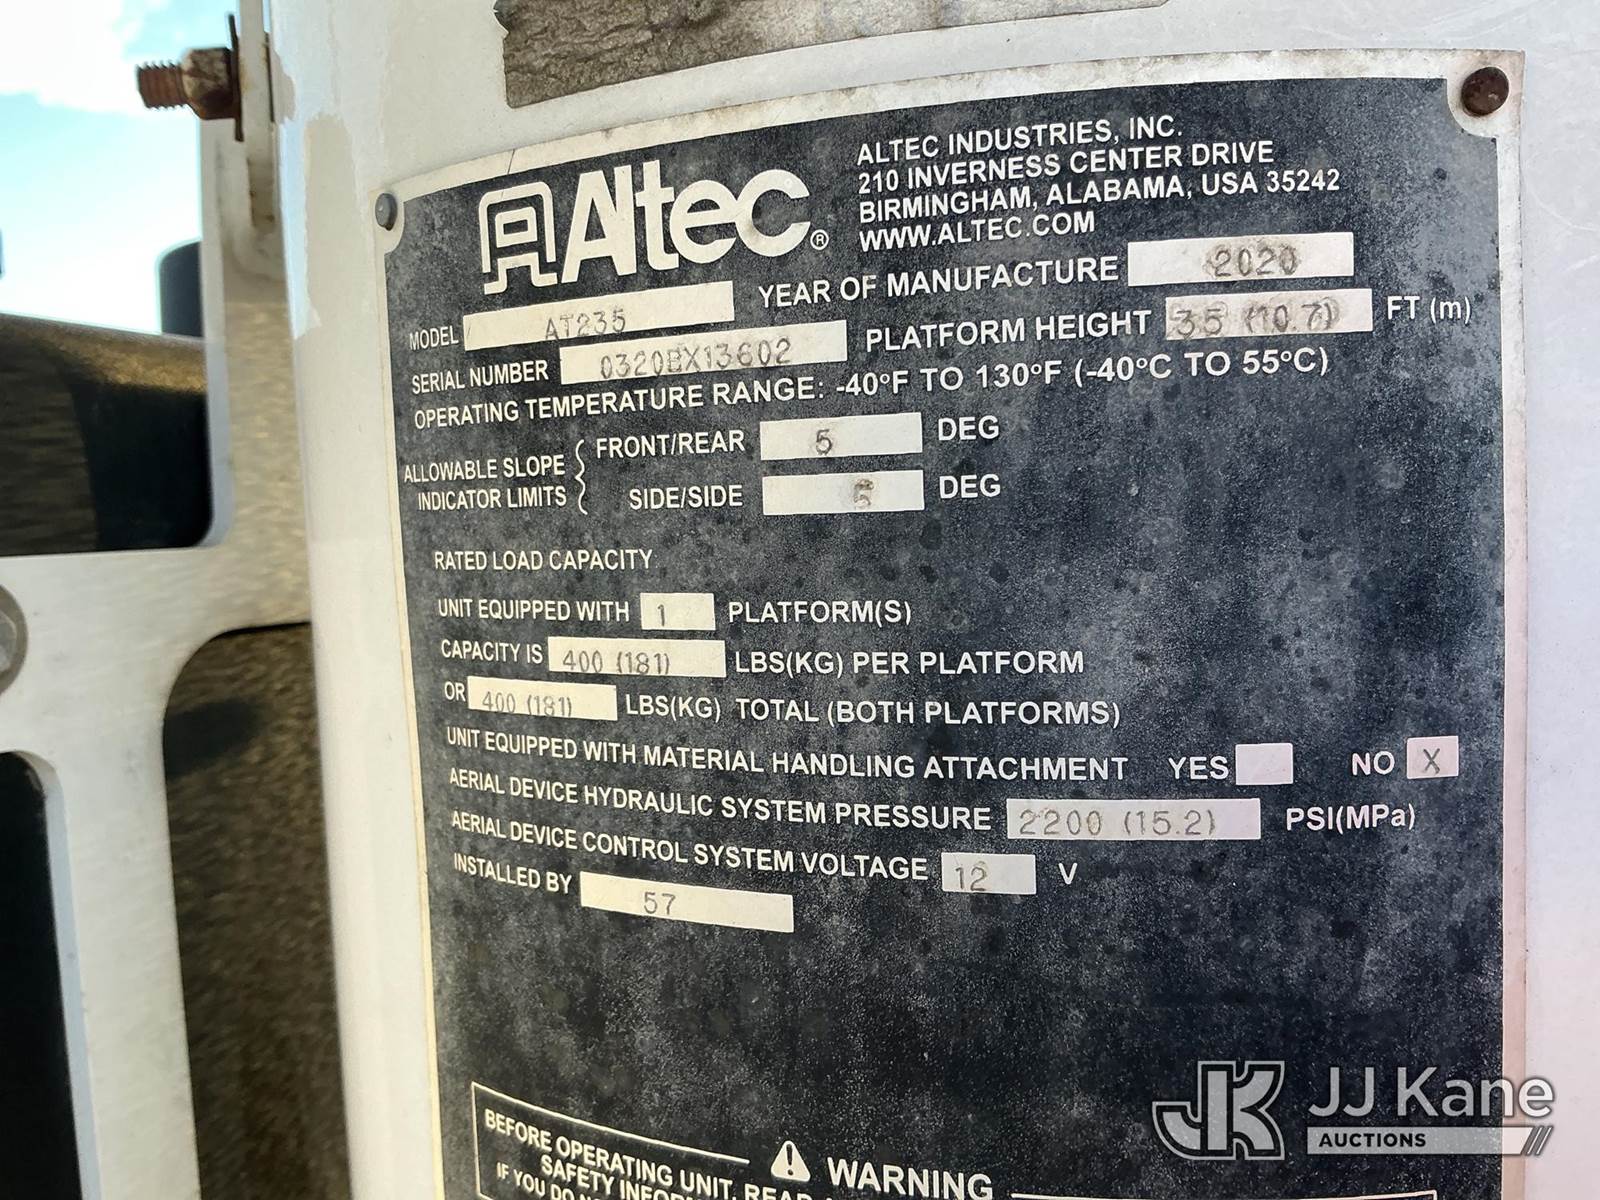 Altec®
ALTEC INDUSTRIES, INC.
210 INVERNESS CENTER DRIVE
BIRMINGHAM, ALABAMA, USA 35242
WWW.ALTEC.COM
MODEL AT235 YEAR OF MANUFACTURE 2020
SERIAL NUMBER 0320BX13602 PLATFORM HEIGHT 35 (10.7) FT (m)
OPERATING TEMPERATURE RANGE: -40°F TO 130°F (-40°C TO 55°C)
ALLOWABLE SLOPE INDICATOR LIMITS
FRONT/REAR 5 DEG
SIDE/SIDE 5 DEG
RATED LOAD CAPACITY
UNIT EQUIPPED WITH 1 PLATFORM(S)
CAPACITY IS 400 (181) LBS(KG) PER PLATFORM
OR 400 (181) LBS(KG) TOTAL (BOTH PLATFORMS)
UNIT EQUIPPED WITH MATERIAL HANDLING ATTACHMENT YES NO X
AERIAL DEVICE HYDRAULIC SYSTEM PRESSURE 2200 (15.2) PSI(MPa)
AERIAL DEVICE CONTROL SYSTEM VOLTAGE 12 V
INSTALLED BY 57
WARNING
BEFORE OPERATING UNIT, READ
SAFETY
IF YOU DO
JJ Kane
AUCTIONS